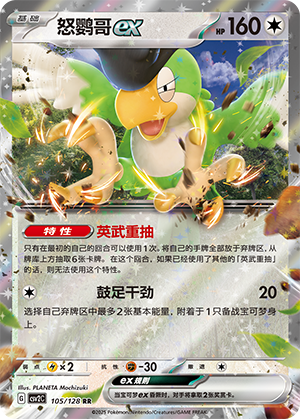 基础 怒鹦哥ex HP160
特性 英武重抽
只有在最初的自己的回合可以使用1次。将自己的手牌全部放于弃牌区,从
牌库上方抽取6张卡牌。在这个回合,如果已经使用了其他的「英武重抽」
的话,则无法使用这个特性。
鼓足干劲 20
选择自己弃牌区中最多2张基本能量,附着于1只备战宝可梦身
上。
弱点 ×2 抗性 -30 撤退
Illus. PLANETA Mochizuki
ex规则
G CSV2C 105/128 RR
当宝可梦ex昏厥时,对手将拿取2张奖赏卡。
©2025 Pokémon/Nintendo/Creatures/GAME FREAK